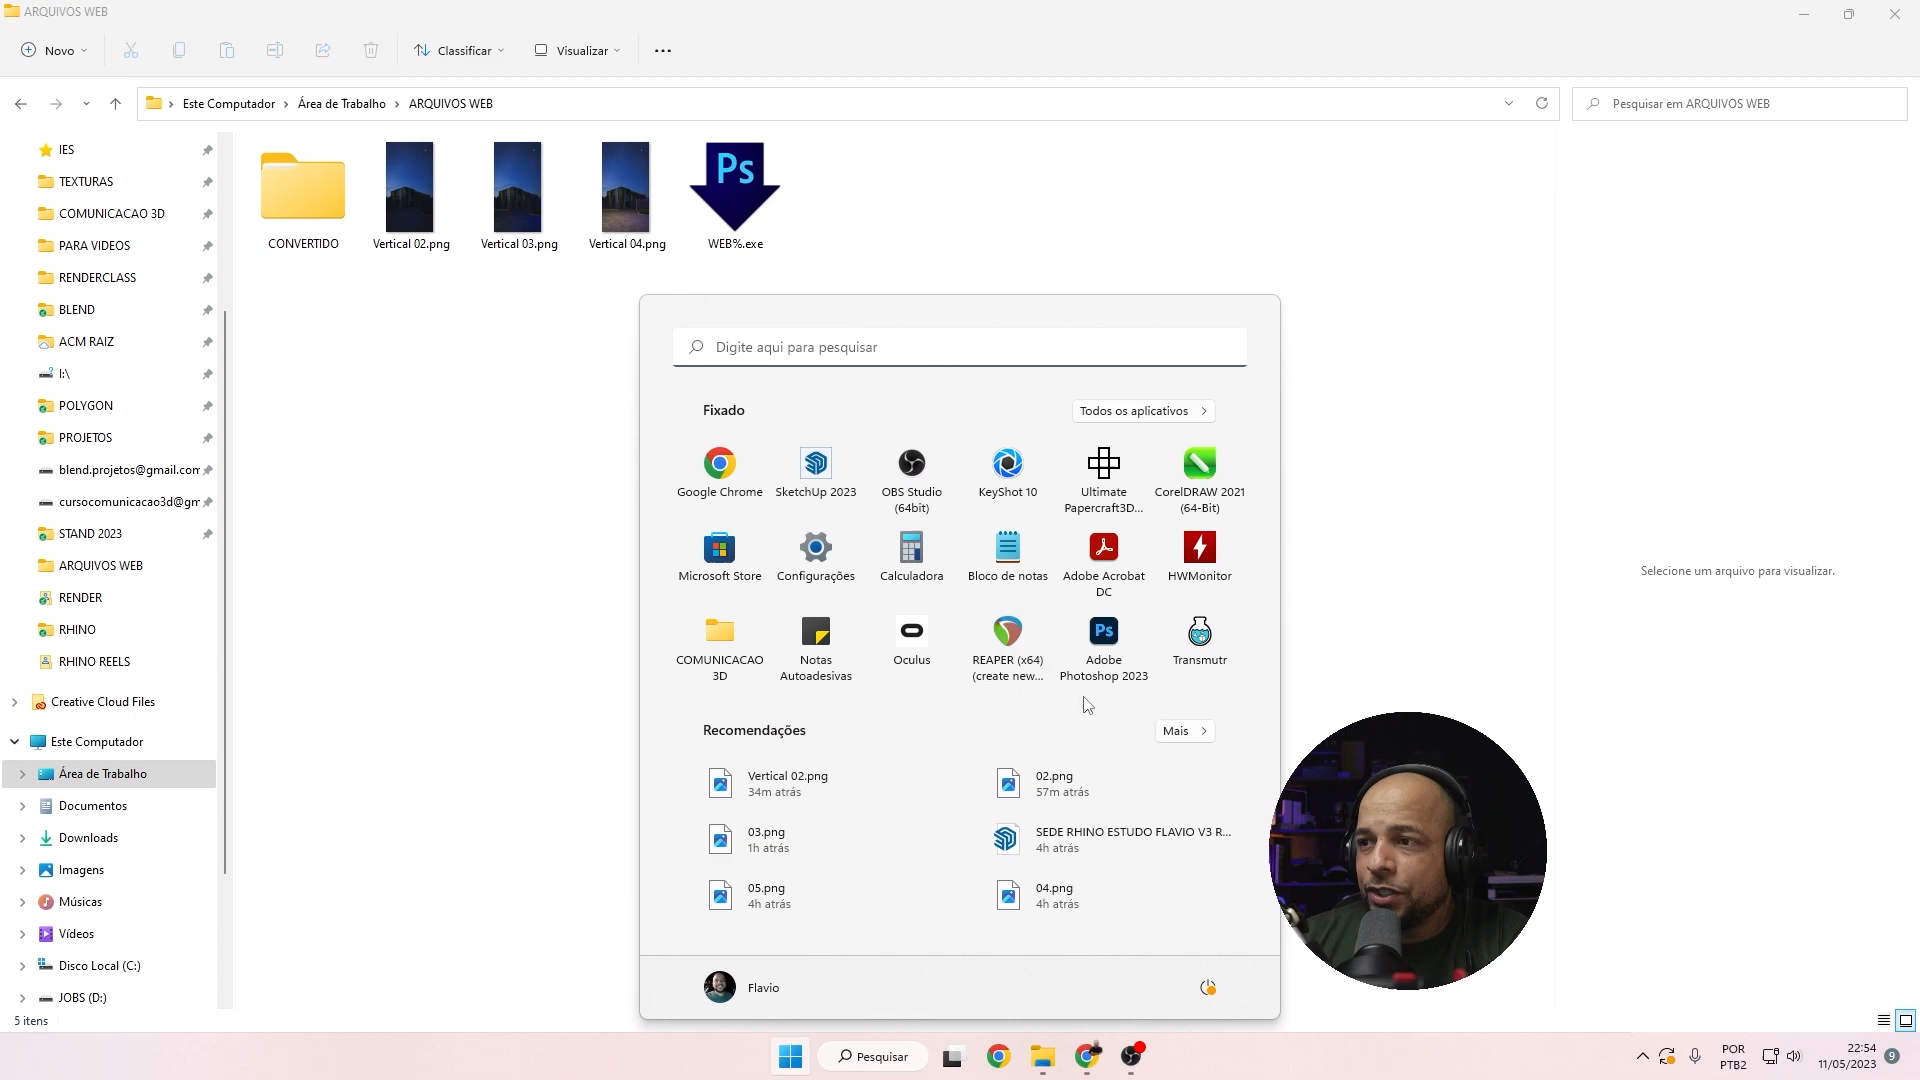 ARQUIVOS WEB
Novo
Classificar
Visualizar
Este Computador
Área de Trabalho
ARQUIVOS WEB
Pesquisar em ARQUIVOS WEB
IES
TEXTURAS
COMUNICACAO 3D
PARA VIDEOS
RENDERCLASS
BLEND
ACM RAIZ
I:\
POLYGON
PROJETOS
blend.projetos@gmail.com
cursocomunicacao3d@gm
STAND 2023
ARQUIVOS WEB
RENDER
RHINO
RHINO REELS
Creative Cloud Files
Este Computador
Área de Trabalho
Documentos
Downloads
Imagens
Músicas
Vídeos
Disco Local (C:)
JOBS (D:)
5 itens
CONVERTIDO
Vertical 02.png
Vertical 03.png
Vertical 04.png
Ps
WEB%.exe
Selecione um arquivo para visualizar.
Digite aqui para pesquisar
Fixado
Todos os aplicativos
Google Chrome
SketchUp 2023
OBS Studio
(64bit)
KeyShot 10
Ultimate
Papercraft3D...
CorelDRAW 2021
(64-Bit)
Microsoft Store
Configurações
Calculadora
Bloco de notas
Adobe Acrobat
DC
HWMonitor
COMUNICACAO
3D
Notas
Autoadesivas
Oculus
REAPER (x64)
(create new...
Ps
Adobe
Photoshop 2023
Transmutr
Recomendações
Mais
Vertical 02.png
34m atrás
02.png
57m atrás
03.png
1h atrás
SEDE RHINO ESTUDO FLAVIO V3 R...
4h atrás
05.png
4h atrás
04.png
4h atrás
Flavio
Pesquisar
POR
PTB2
22:54
11/05/2023
9